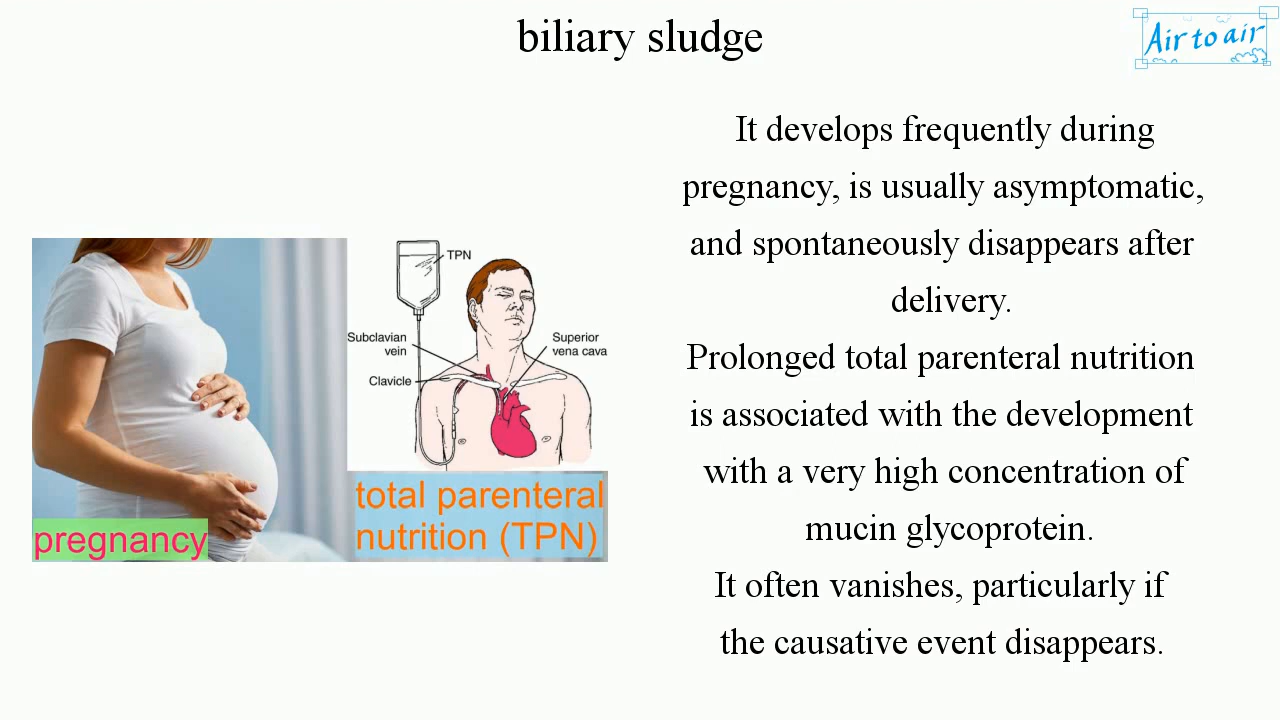 biliary sludge
Air to air
It develops frequently during
pregnancy, is usually asymptomatic,
and spontaneously disappears after
delivery.
Prolonged total parenteral nutrition
is associated with the development
with a very high concentration of
mucin glycoprotein.
It often vanishes, particularly if
the causative event disappears.
TPN
Subclavian
vein
Superior
vena cava
Clavicle
total parenteral
nutrition (TPN)
pregnancy